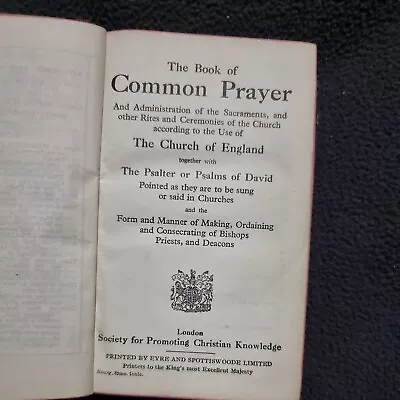 The Book of
Common Prayer
And Administration of the Sacraments, and
other Rites and Ceremonies of the Church
according to the Use of
The Church of England
together with
The Psalter or Psalms of David
Pointed as they are to be sung
or said in Churches
and the
Form and Manner of Making, Ordaining
and Consecrating of Bishops
Priests, and Deacons
London
Society for Promoting Christian Knowledge
PRINTED BY EYRE AND SPOTTISWOODE LIMITED
Printers to the King's most Excellent Majesty